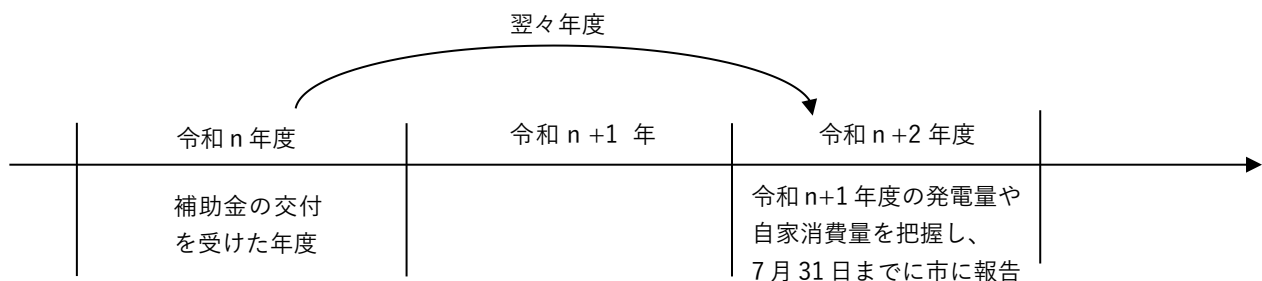 翌々年度
令和 n 年度
令和 n +1 年
令和 n +2 年度
補助金の交付
を受けた年度
令和 n+1 年度の発電量や
自家消費量を把握し、
7 月 31 日までに市に報告